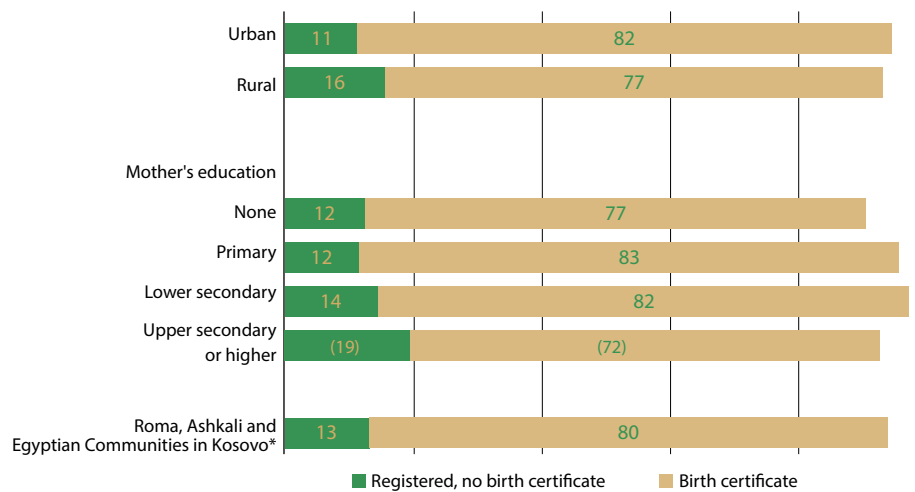 Urban 11 82
Rural 16 77
Mother's education
None 12 77
Primary 12 83
Lower secondary 14 82
Upper secondary
or higher (19) (72)
Roma, Ashkali and
Egyptian Communities in Kosovo* 13 80
Registered, no birth certificate Birth certificate